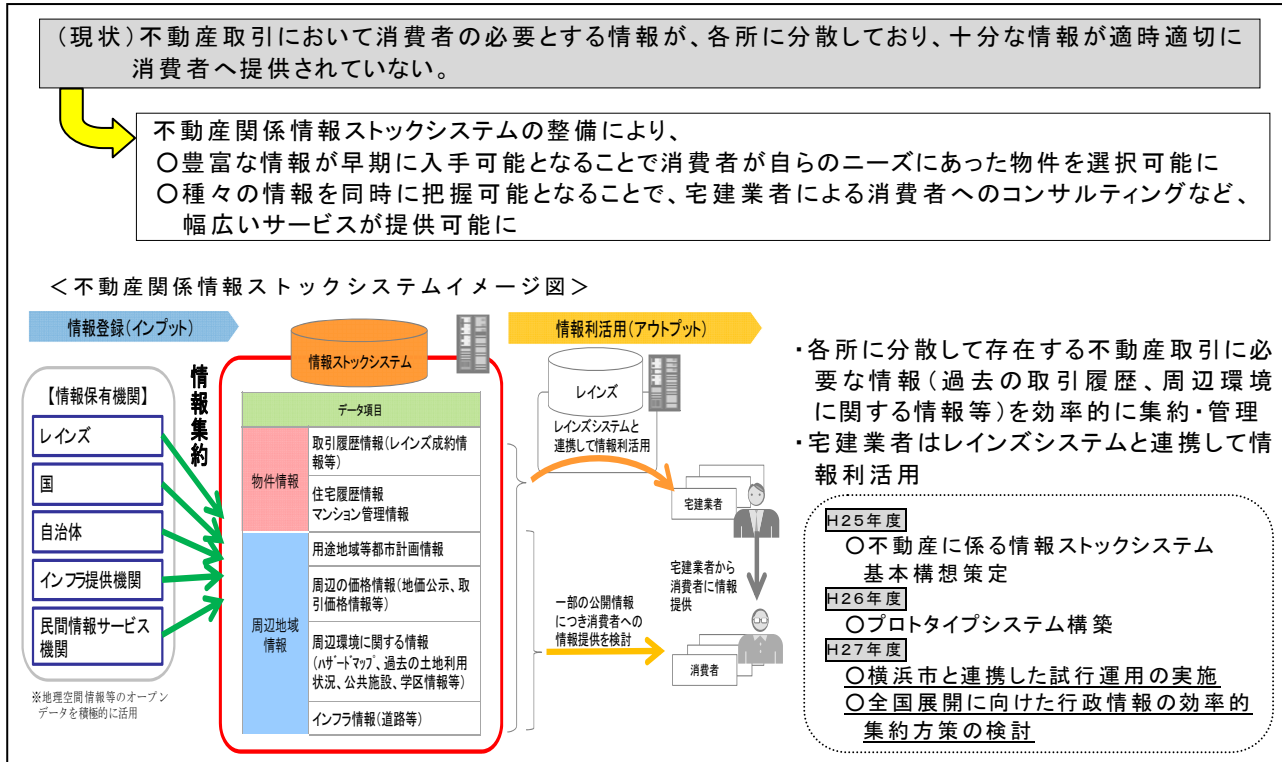 (現状)不動産取引において消費者の必要とする情報が、各所に分散しており、十分な情報が適時適切に
消費者へ提供されていない。
不動産関係情報ストックシステムの整備により、
○豊富な情報が早期に入手可能となることで消費者が自らのニーズにあった物件を選択可能に
○種々の情報を同時に把握可能となることで、宅建業者による消費者へのコンサルティングなど、
幅広いサービスが提供可能に
<不動産関係情報ストックシステムイメージ図>
情報登録(インプット)
【情報保有機関】
レインズ
国
自治体
インフラ提供機関
民間情報サービス
機関
※地理空間情報等のオープン
データを積極的に活用
情報集約
情報ストックシステム
データ項目
物件情報
取引履歴情報(レインズ成約情
報等)
住宅履歴情報
マンション管理情報
周辺地域
情報
用途地域等都市計画情報
周辺の価格情報(地価公示、取
引価格情報等)
周辺環境に関する情報
(ハザードマップ、過去の土地利用
状況、公共施設、学区情報等)
インフラ情報(道路等)
情報利活用(アウトプット)
レインズ
レインズシステムと
連携して情報利活用
宅建業者
宅建業者から
消費者に情報
提供
一部の公開情報
につき消費者への
情報提供を検討
消費者
・各所に分散して存在する不動産取引に必
要な情報(過去の取引履歴、周辺環境
に関する情報等)を効率的に集約・管理
・宅建業者はレインズシステムと連携して情
報利活用
H25年度
○不動産に係る情報ストックシステム
基本構想策定
H26年度
○プロトタイプシステム構築
H27年度
○横浜市と連携した試行運用の実施
○全国展開に向けた行政情報の効率的
集約方策の検討